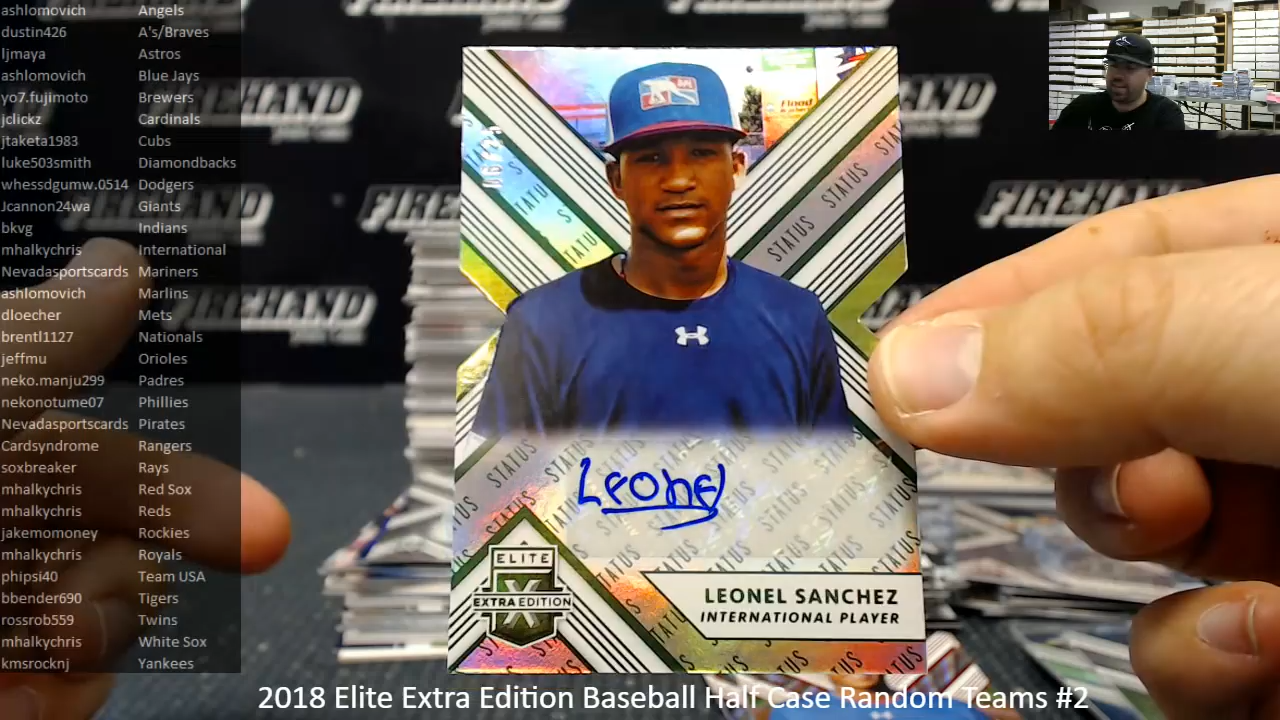 ashlomovich Angels
dustin426 A's/Braves
ljmaya Astros
ashlomovich Blue Jays
yo7.fujimoto Brewers
jclickz Cardinals
jtaketa1983 Cubs
luke503smith Diamondbacks
whessdgumw.0514 Dodgers
Jcannon24wa Giants
bkvg Indians
mhalkychris International
Nevadasportscards Mariners
ashlomovich Marlins
dloecher Mets
brentl1127 Nationals
jeffmu Orioles
neko.manju299 Padres
nekonotume07 Phillies
Nevadasportscards Pirates
Cardsyndrome Rangers
soxbreaker Rays
mhalkychris Red Sox
mhalkychris Reds
jakemomoney Rockies
mhalkychris Royals
phipsi40 Team USA
bbender690 Tigers
rossrob559 Twins
mhalkychris White Sox
kmsrocknj Yankees
FIREHAND
FIREHAND
FIREHAND
STATUS STATUS
Leonel
ELITE
X
EXTRA EDITION
LEONEL SANCHEZ
INTERNATIONAL PLAYER
2018 Elite Extra Edition Baseball Half Case Random Teams #2